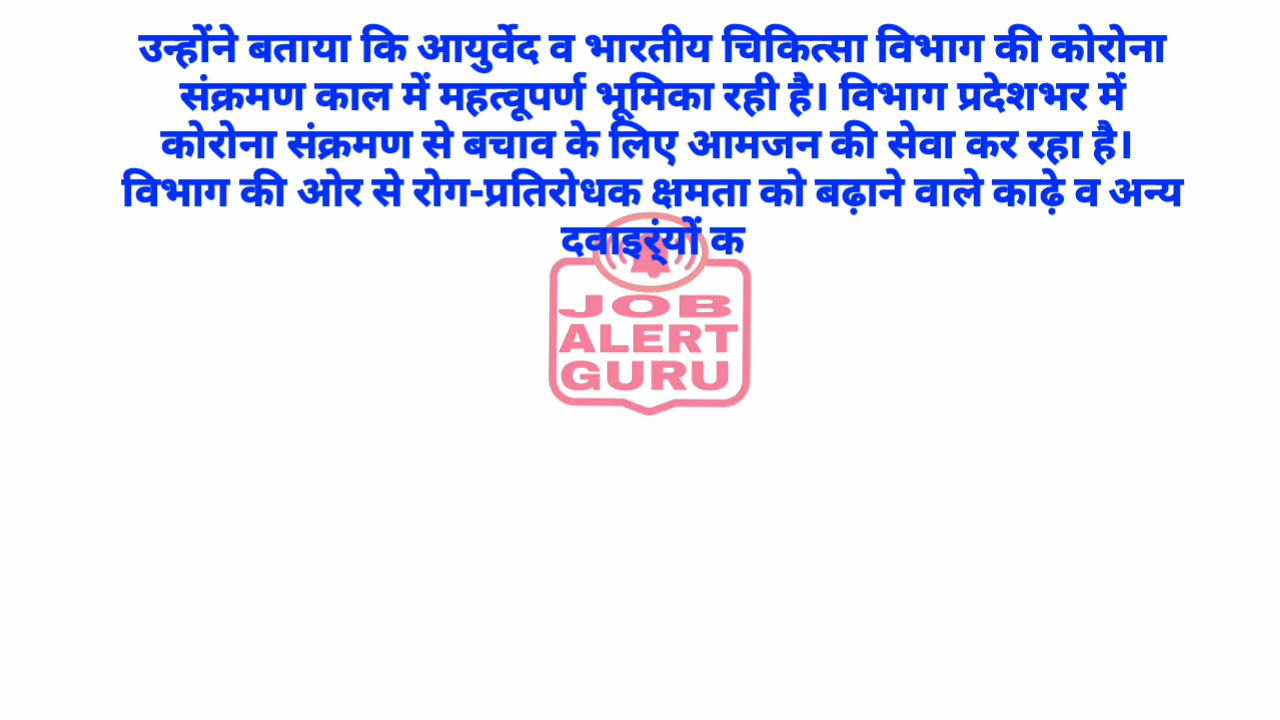 उन्होंने बताया कि आयुर्वेद व भारतीय चिकित्सा विभाग की कोरोना
संक्रमण काल में महत्वूपर्ण भूमिका रही है। विभाग प्रदेशभर में
कोरोना संक्रमण से बचाव के लिए आमजन की सेवा कर रहा है।
विभाग की ओर से रोग-प्रतिरोधक क्षमता को बढ़ाने वाले काढ़े व अन्य
दवाइर्ंयों क
JOB
ALERT
GURU